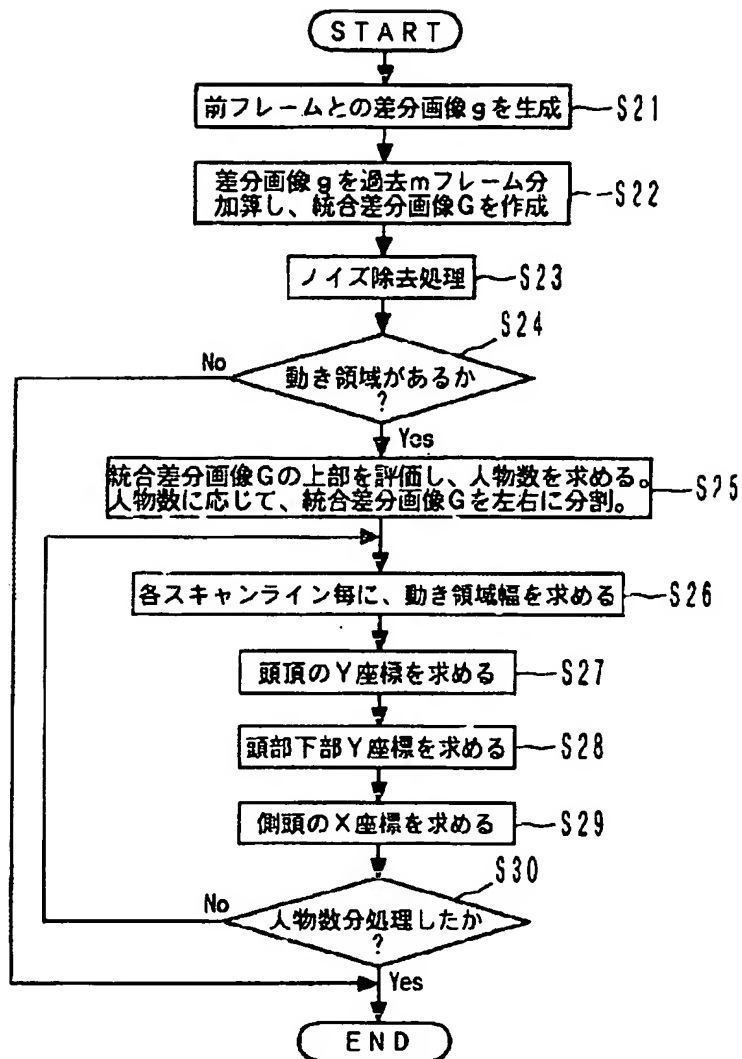 START
前フレームとの差分画像gを生成
S21
差分画像gを過去mフレーム分
加算し、統合差分画像Gを作成
S22
ノイズ除去処理
S23
S24
動き領域があるか
?
No
Yes
統合差分画像Gの上部を評価し、人物数を求める。
人物数に応じて、統合差分画像Gを左右に分割。
S25
各スキャンライン毎に、動き領域幅を求める
S26
頭頂のY座標を求める
S27
頭部下部Y座標を求める
S28
側頭のX座標を求める
S29
S30
人物数分処理したか
?
No
Yes
END